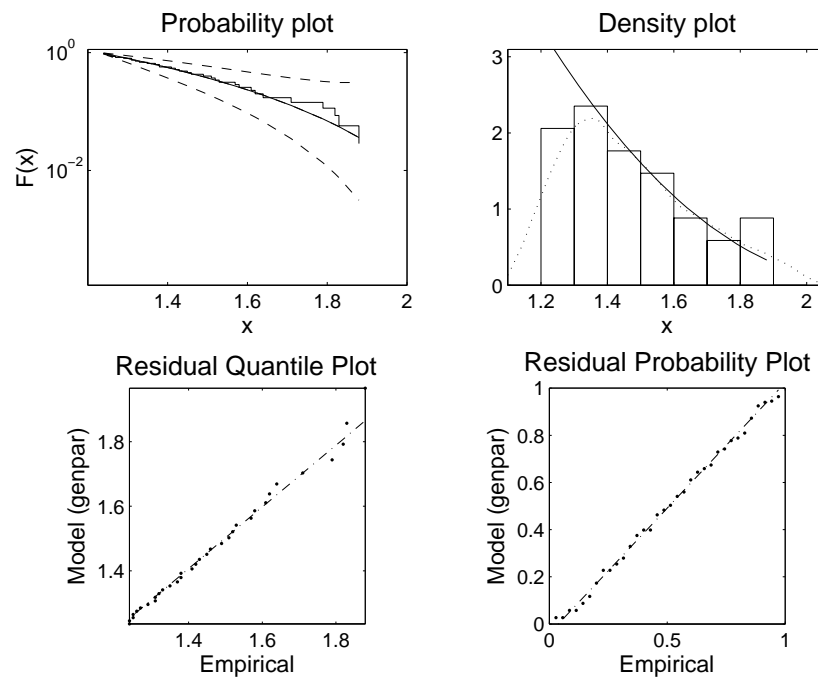 Probability plot
10^0
10^−2
F(x)
1.4 1.6 1.8 2
x
Density plot
3
2
1
0
1.2 1.4 1.6 1.8 2
x
Residual Quantile Plot
1.8
1.6
1.4
Model (genpar)
1.4 1.6 1.8
Empirical
Residual Probability Plot
1
0.8
0.6
0.4
0.2
0
Model (genpar)
0 0.5 1
Empirical